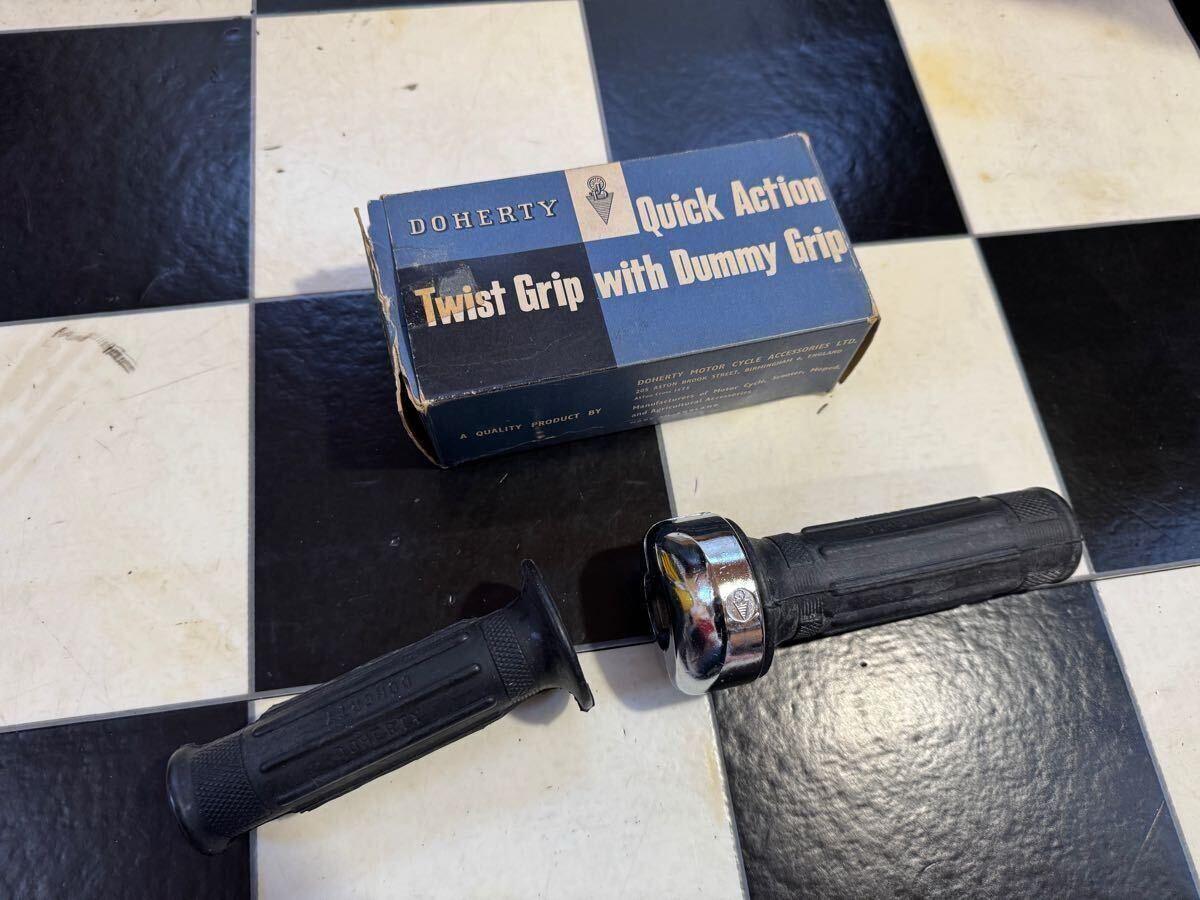 DOHERTY
Quick Action
Twist Grip with Dummy Grip
A QUALITY PRODUCT BY
DOHERTY MOTOR CYCLE ACCESSORIES LTD.
205 ASTON BROOK STREET, BIRMINGHAM 6, ENGLAND
Manufacturers of Motor Cycle, Scooter, Moped,
and Agricultural Accessories
DOHERTY
DOHERTY